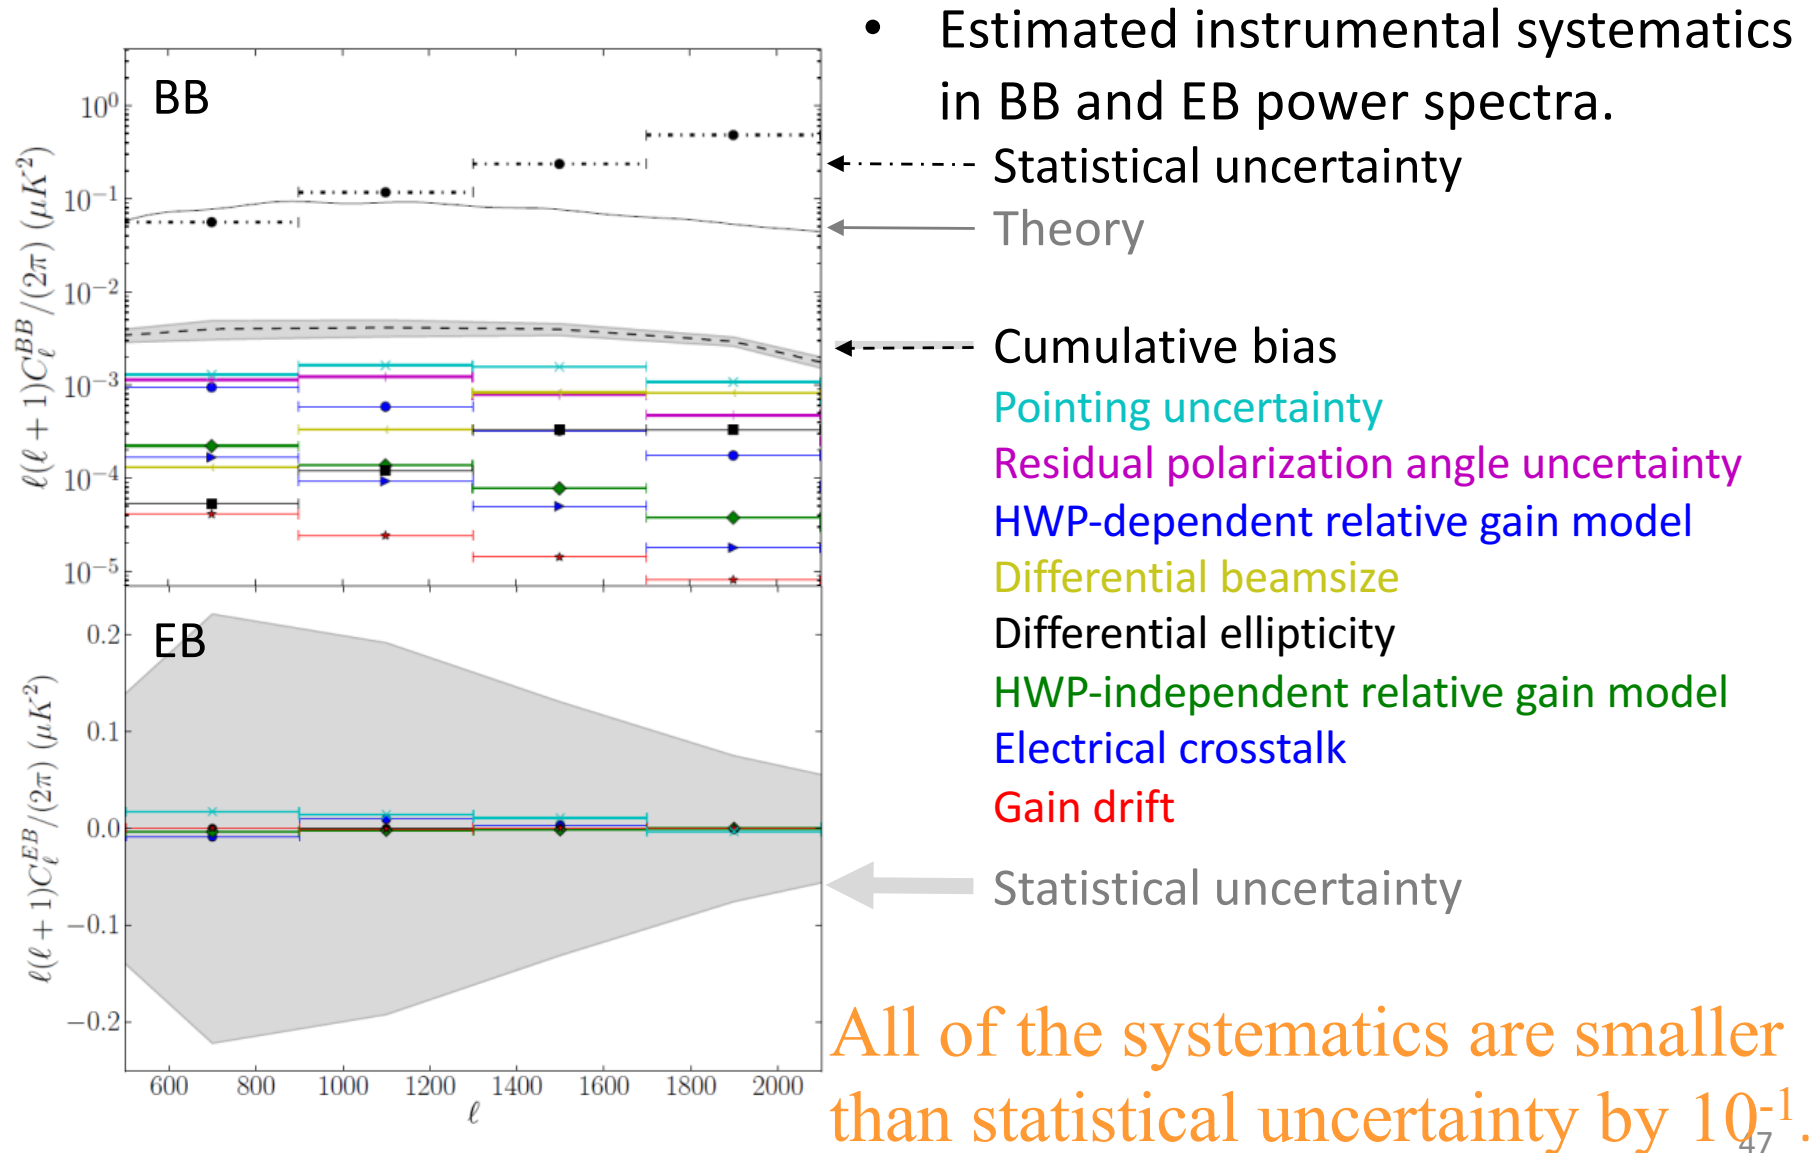 • Estimated instrumental systematics
in BB and EB power spectra.
BB
10⁰
10⁻¹
10⁻²
10⁻³
10⁻⁴
10⁻⁵
ℓ(ℓ + 1)C_ℓ^{BB}/(2π) (μK²)
Statistical uncertainty
Theory
Cumulative bias
Pointing uncertainty
Residual polarization angle uncertainty
HWP-dependent relative gain model
Differential beamsize
Differential ellipticity
HWP-independent relative gain model
Electrical crosstalk
Gain drift
EB
0.2
0.1
0.0
−0.1
−0.2
ℓ(ℓ + 1)C_ℓ^{EB}/(2π) (μK²)
Statistical uncertainty
600 800 1000 1200 1400 1600 1800 2000
ℓ
All of the systematics are smaller
than statistical uncertainty by 10⁻¹.
47